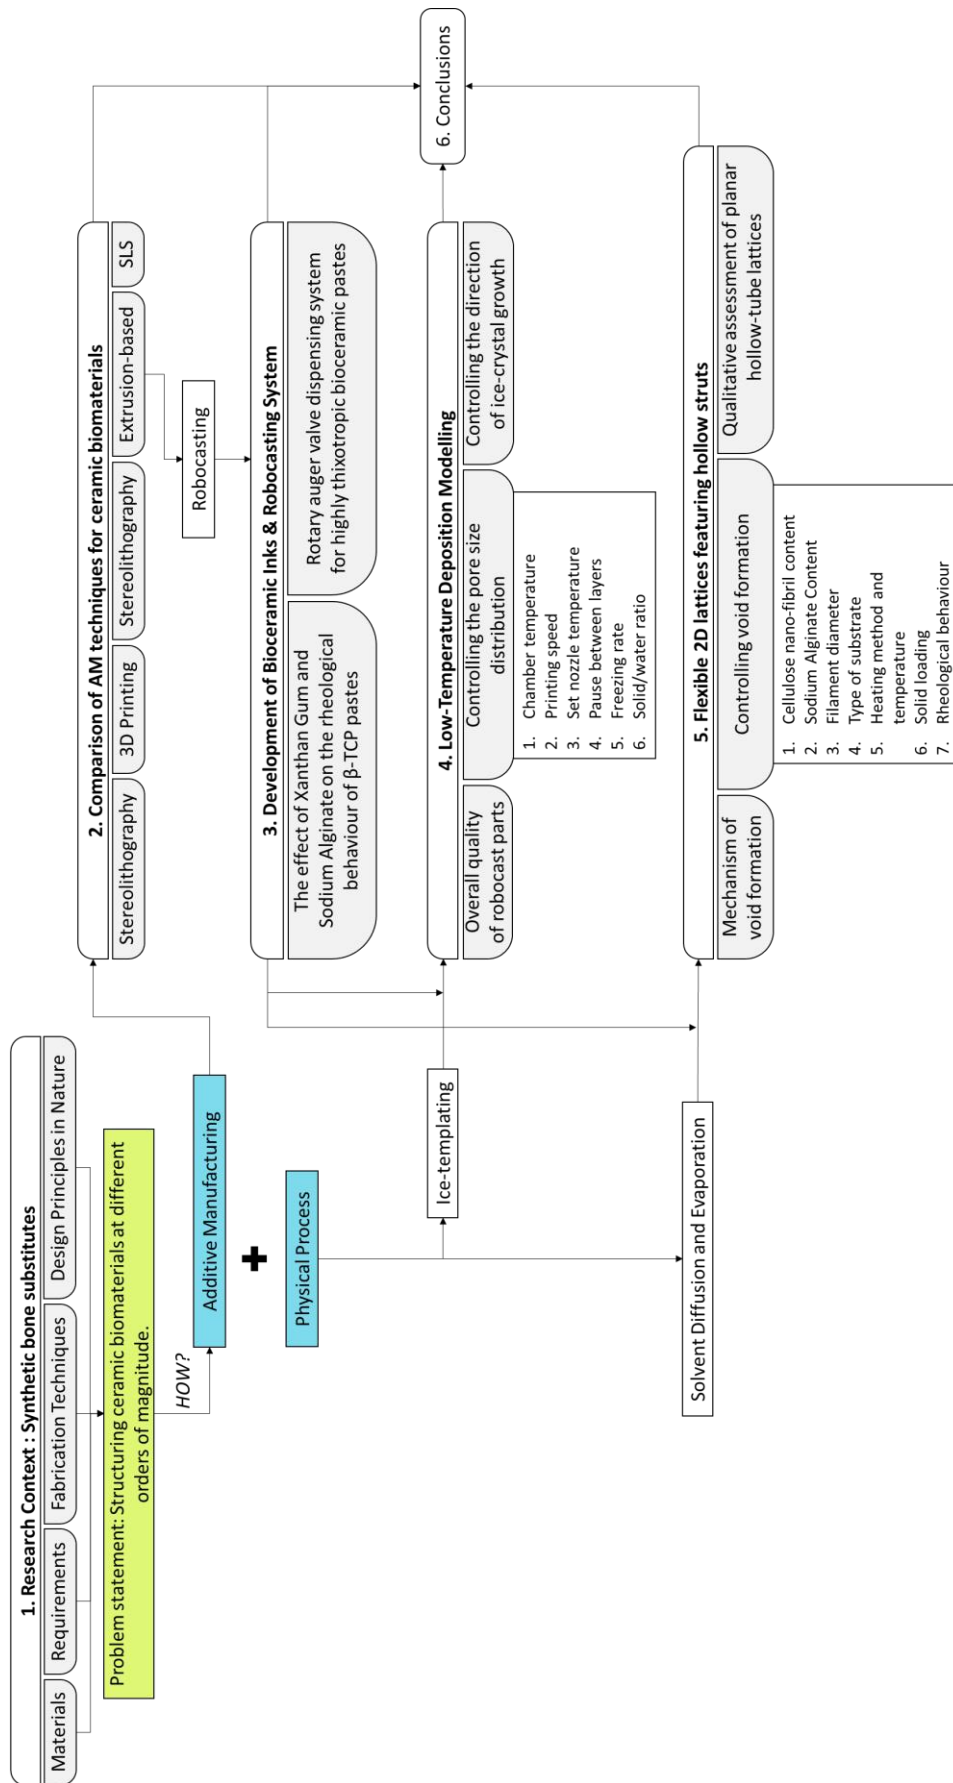 1. Research Context : Synthetic bone substitutes
Materials
Requirements
Fabrication Techniques
Design Principles in Nature
Problem statement: Structuring ceramic biomaterials at different
orders of magnitude.
HOW?
Additive Manufacturing
+
Physical Process
Ice-templating
Solvent Diffusion and Evaporation
2. Comparison of AM techniques for ceramic biomaterials
Stereolithography
3D Printing
Stereolithography
Extrusion-based
SLS
Robocasting
3. Development of Bioceramic Inks & Robocasting System
The effect of Xanthan Gum and
Sodium Alginate on the rheological
behaviour of β-TCP pastes
Rotary auger valve dispensing system
for highly thixotropic bioceramic pastes
4. Low-Temperature Deposition Modelling
Overall quality
of robocast parts
Controlling the pore size
distribution
Controlling the direction
of ice-crystal growth
1. Chamber temperature
2. Printing speed
3. Set nozzle temperature
4. Pause between layers
5. Freezing rate
6. Solid/water ratio
5. Flexible 2D lattices featuring hollow struts
Mechanism of
void formation
Controlling void formation
Qualitative assessment of planar
hollow-tube lattices
1. Cellulose nano-fibril content
2. Sodium Alginate Content
3. Filament diameter
4. Type of substrate
5. Heating method and
temperature
6. Solid loading
7. Rheological behaviour
6. Conclusions